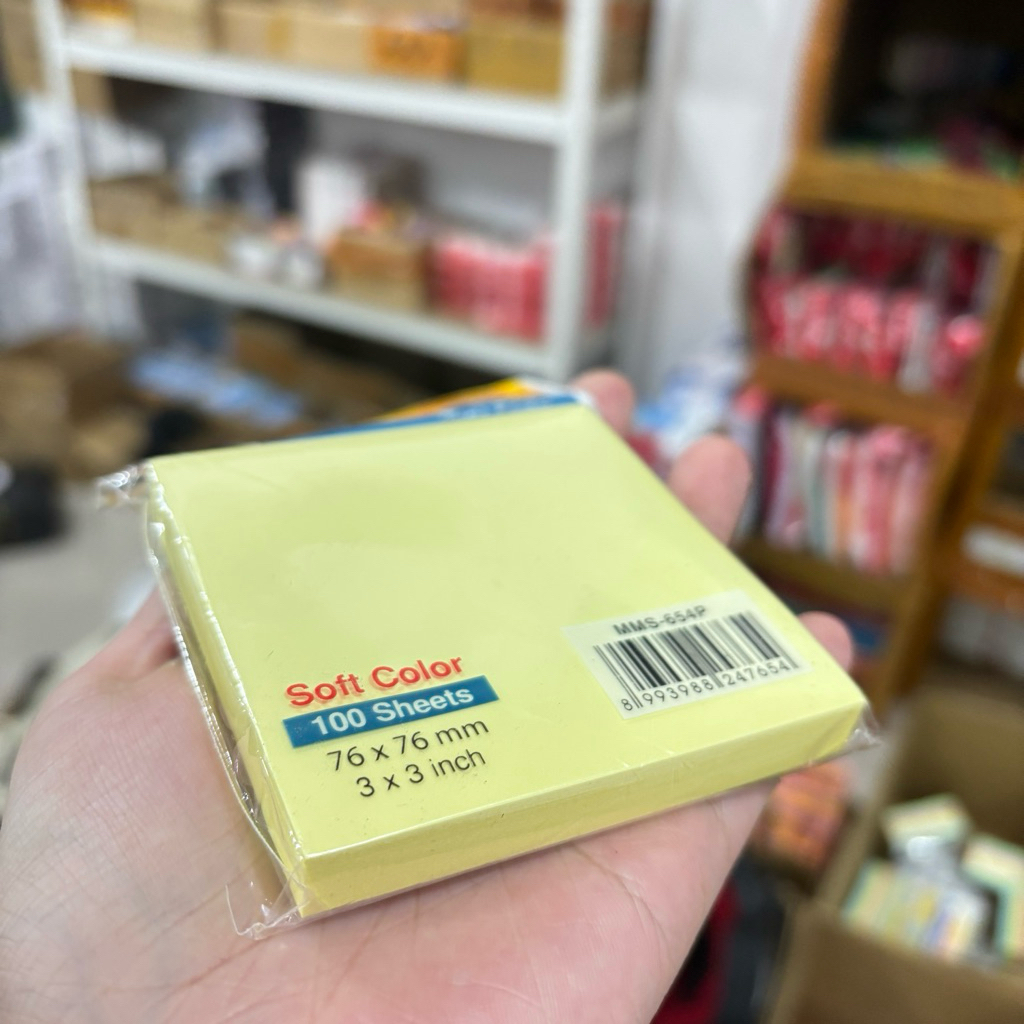 Soft Color
100 Sheets
76 x 76 mm
3 x 3 inch
MMS-654P
8 993988 247654